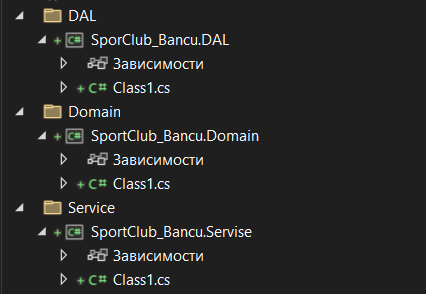 DAL
SporClub_Bancu.DAL
Зависимости
Class1.cs
Domain
SportClub_Bancu.Domain
Зависимости
Class1.cs
Service
SportClub_Bancu.Servise
Зависимости
Class1.cs